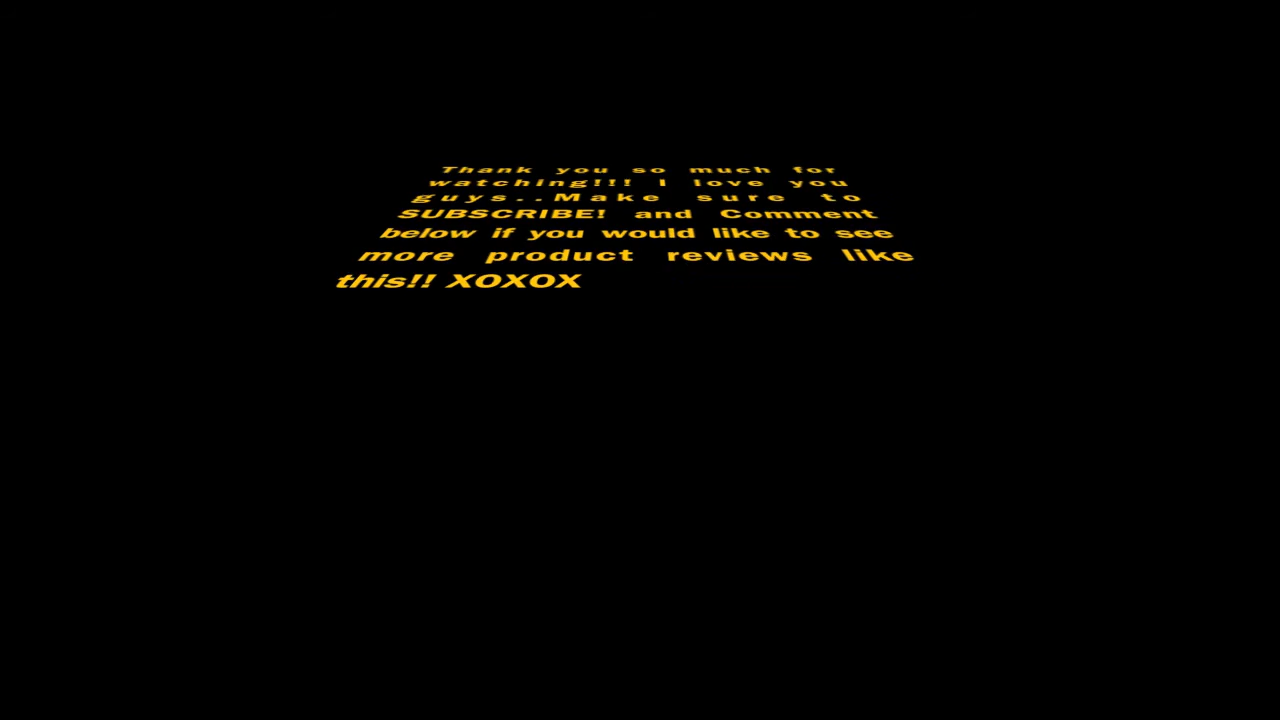 Thank you so much for
watching!!! I love you
guys..Make sure to
SUBSCRIBE! and Comment
below if you would like to see
more product reviews like
this!! XOXOX